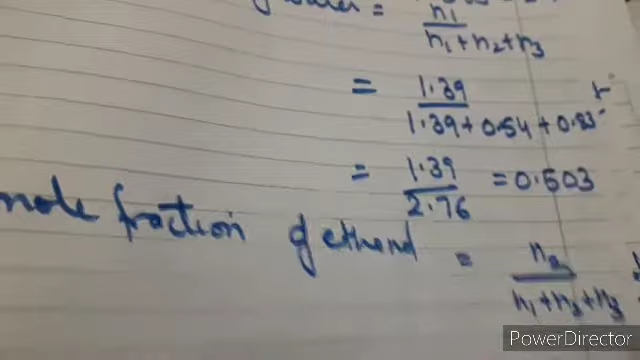 = n₁
n₁+n₂+n₃
= 1.39
1.39+0.54+0.83
= 1.39 = 0.503
2.76
mole fraction of ethanol = n₂
n₁+n₂+n₃
PowerDirector